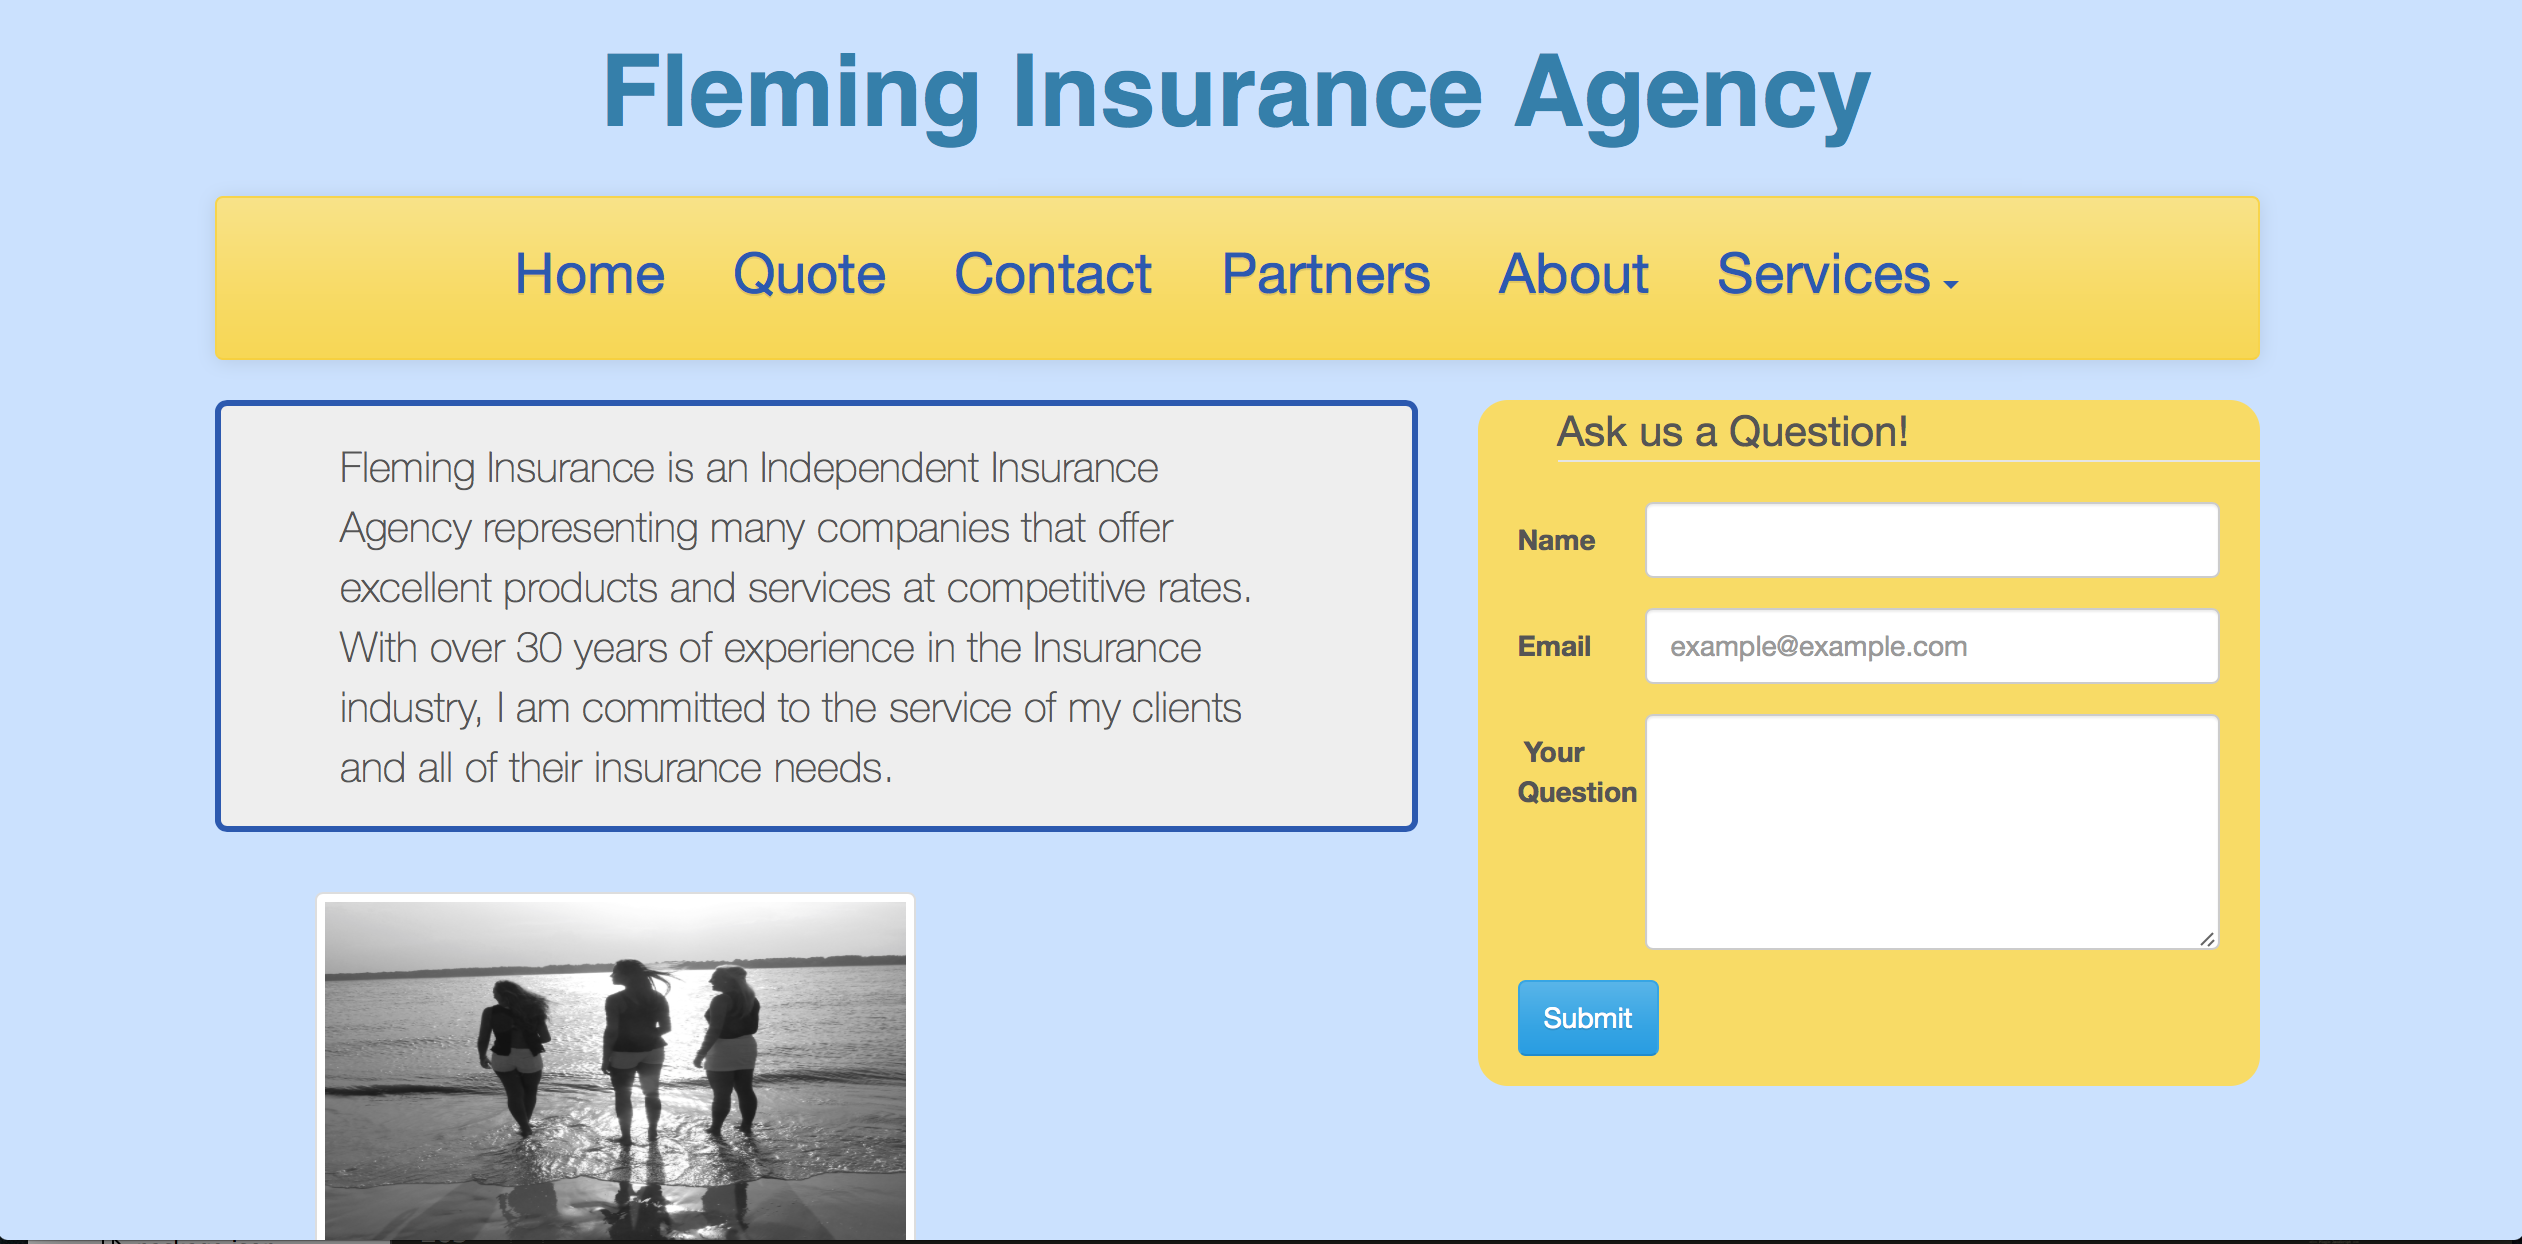 Fleming Insurance Agency
Home Quote Contact Partners About Services
Fleming Insurance is an Independent Insurance
Agency representing many companies that offer
excellent products and services at competitive rates.
With over 30 years of experience in the Insurance
industry, I am committed to the service of my clients
and all of their insurance needs.
Ask us a Question!
Name
Email
example@example.com
Your
Question
Submit